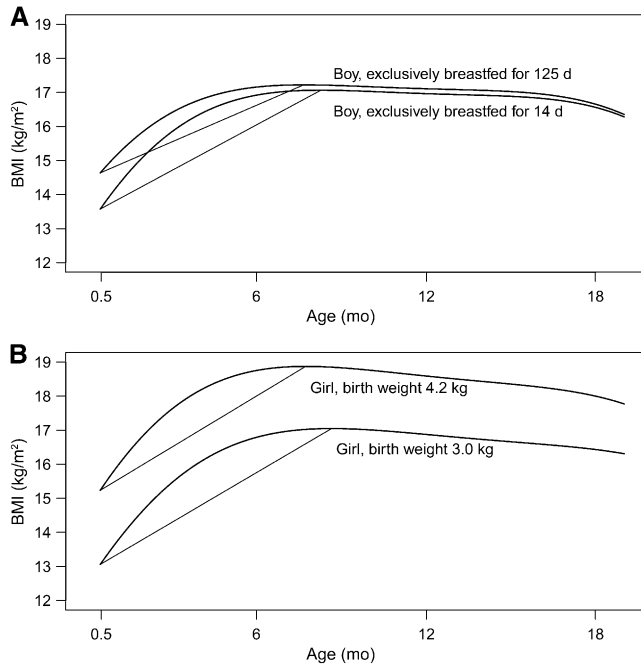 A
19
18
17
16
15
14
13
12
BMI (kg/m²)
Boy, exclusively breastfed for 125 d
Boy, exclusively breastfed for 14 d
0.5 6 12 18
Age (mo)
B
19
18
17
16
15
14
13
12
BMI (kg/m²)
Girl, birth weight 4.2 kg
Girl, birth weight 3.0 kg
0.5 6 12 18
Age (mo)